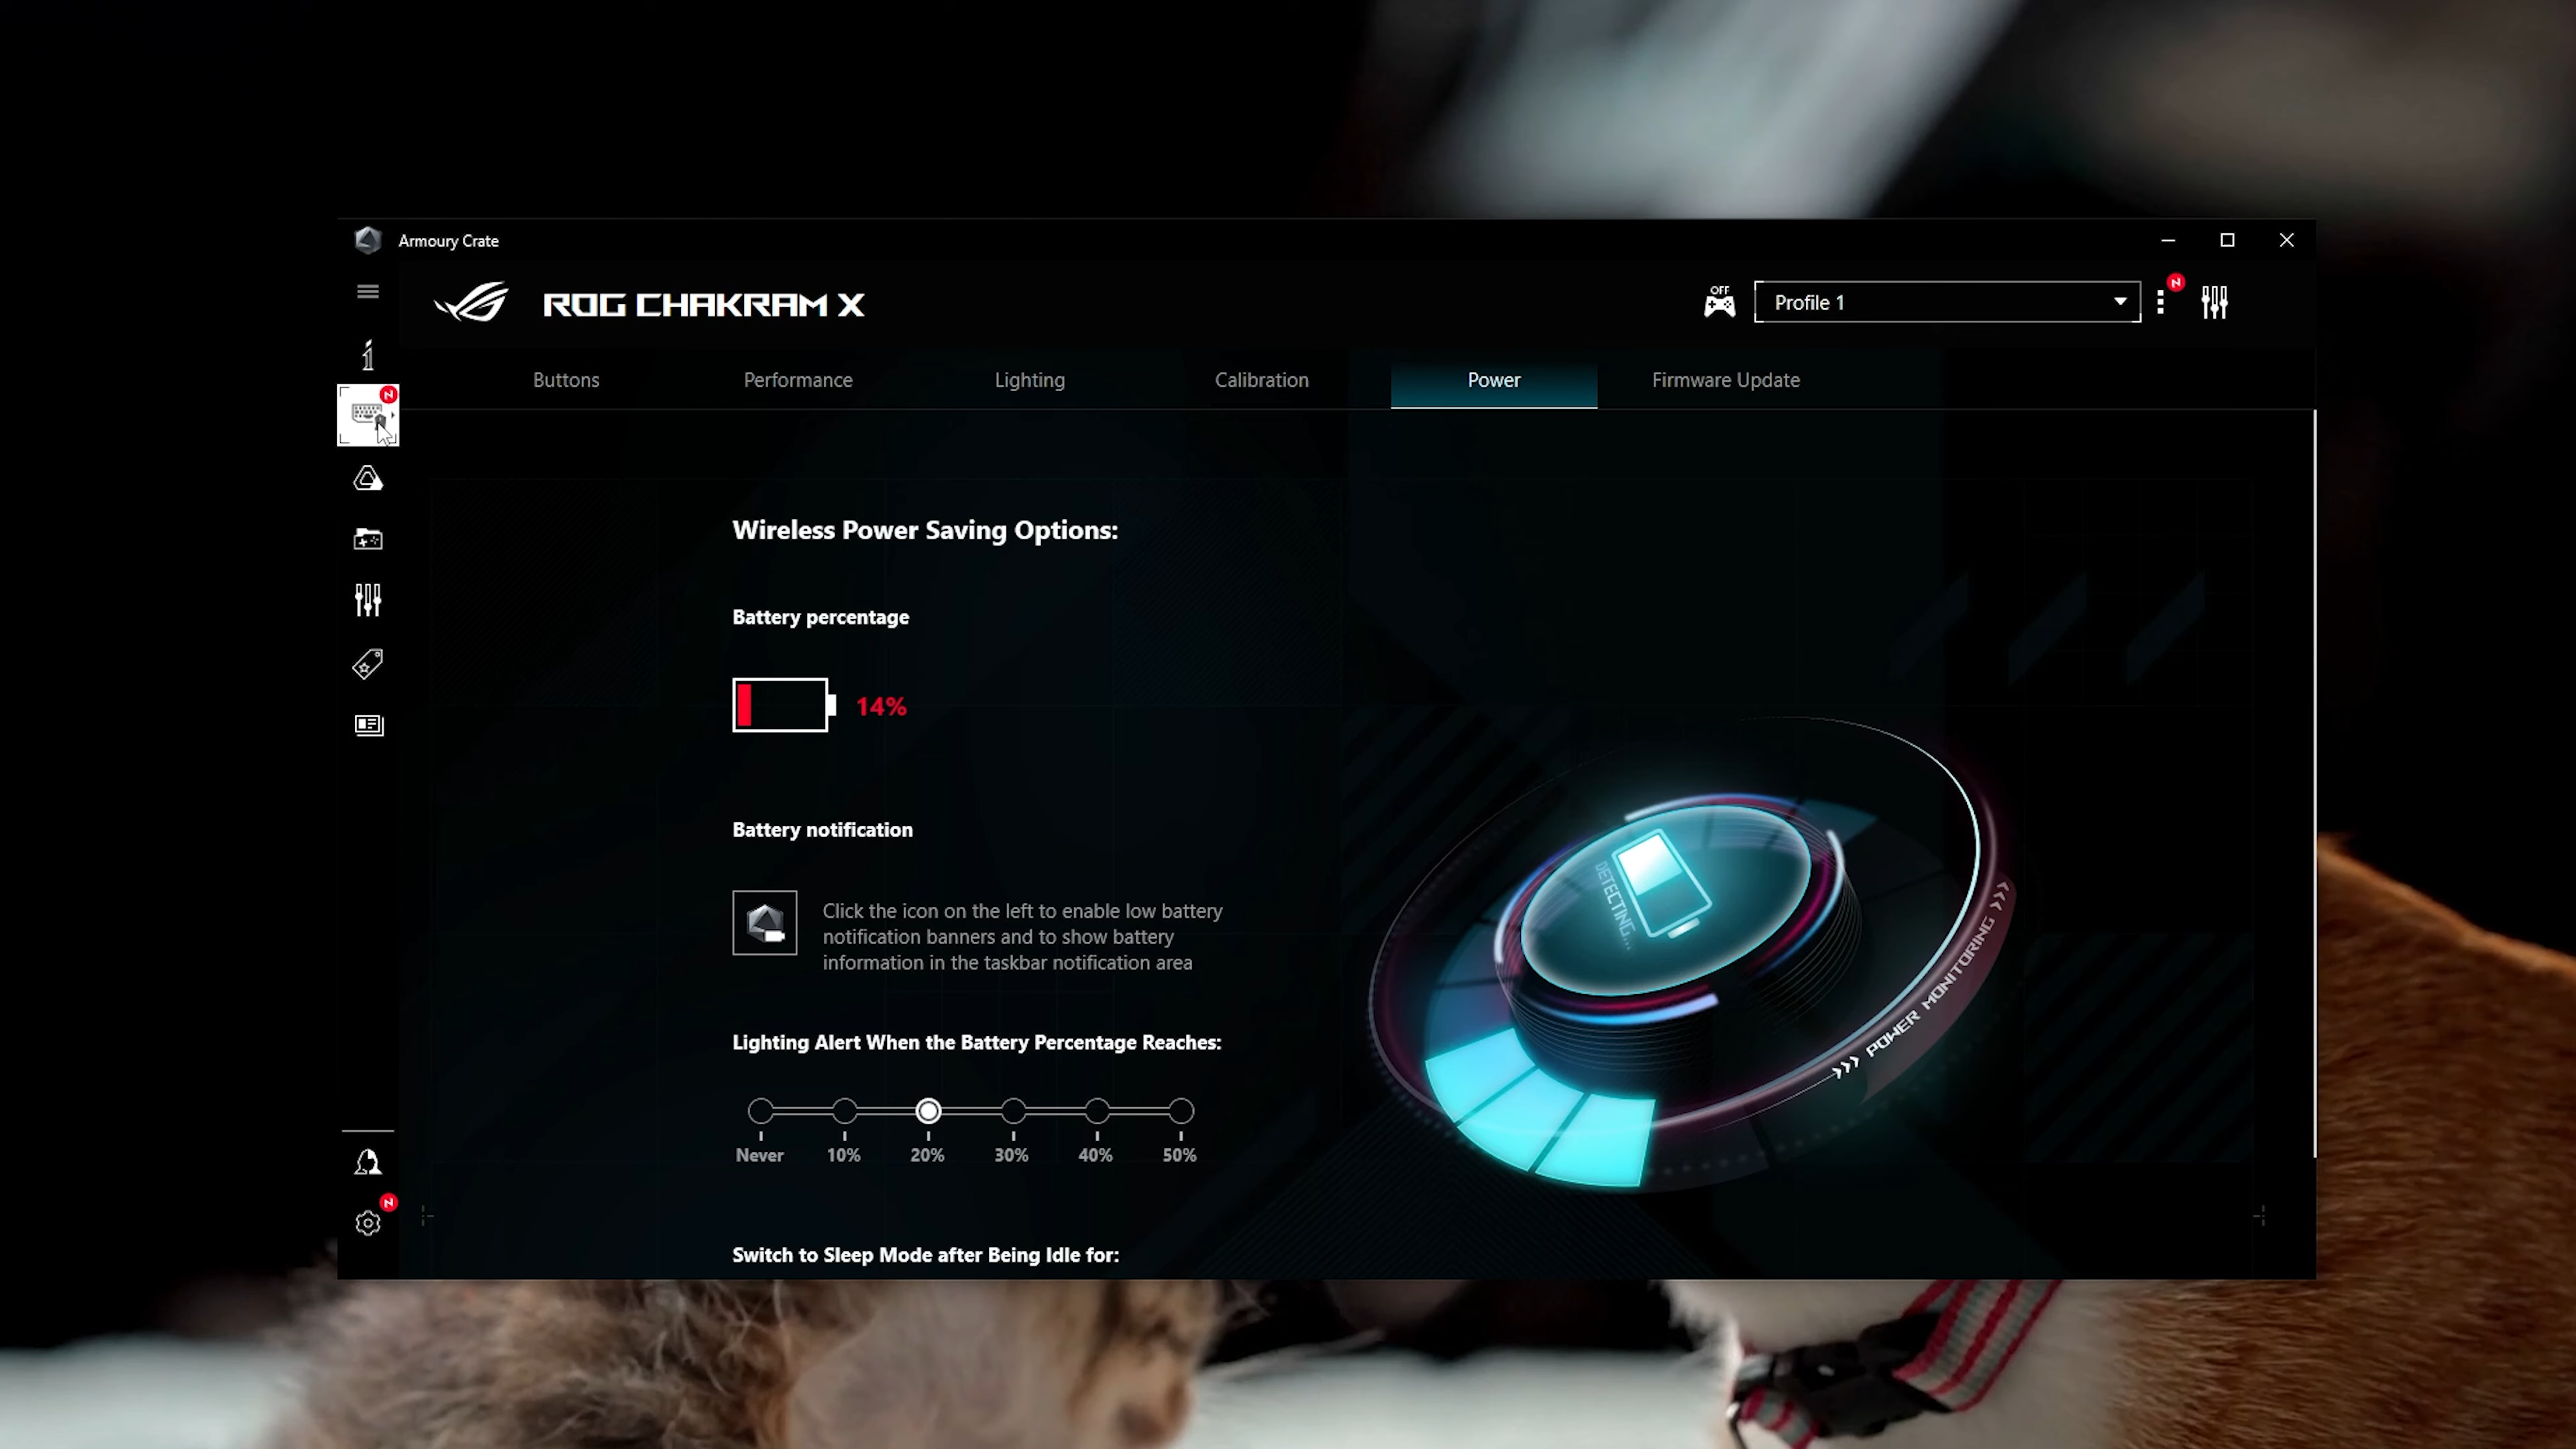 Armoury Crate
ROG CHAKRAM X
OFF
Profile 1
Buttons
Performance
Lighting
Calibration
Power
Firmware Update
Wireless Power Saving Options:
Battery percentage
14%
Battery notification
Click the icon on the left to enable low battery
notification banners and to show battery
information in the taskbar notification area
DETECTING...
POWER MONITORING
Lighting Alert When the Battery Percentage Reaches:
Never
10%
20%
30%
40%
50%
Switch to Sleep Mode after Being Idle for: